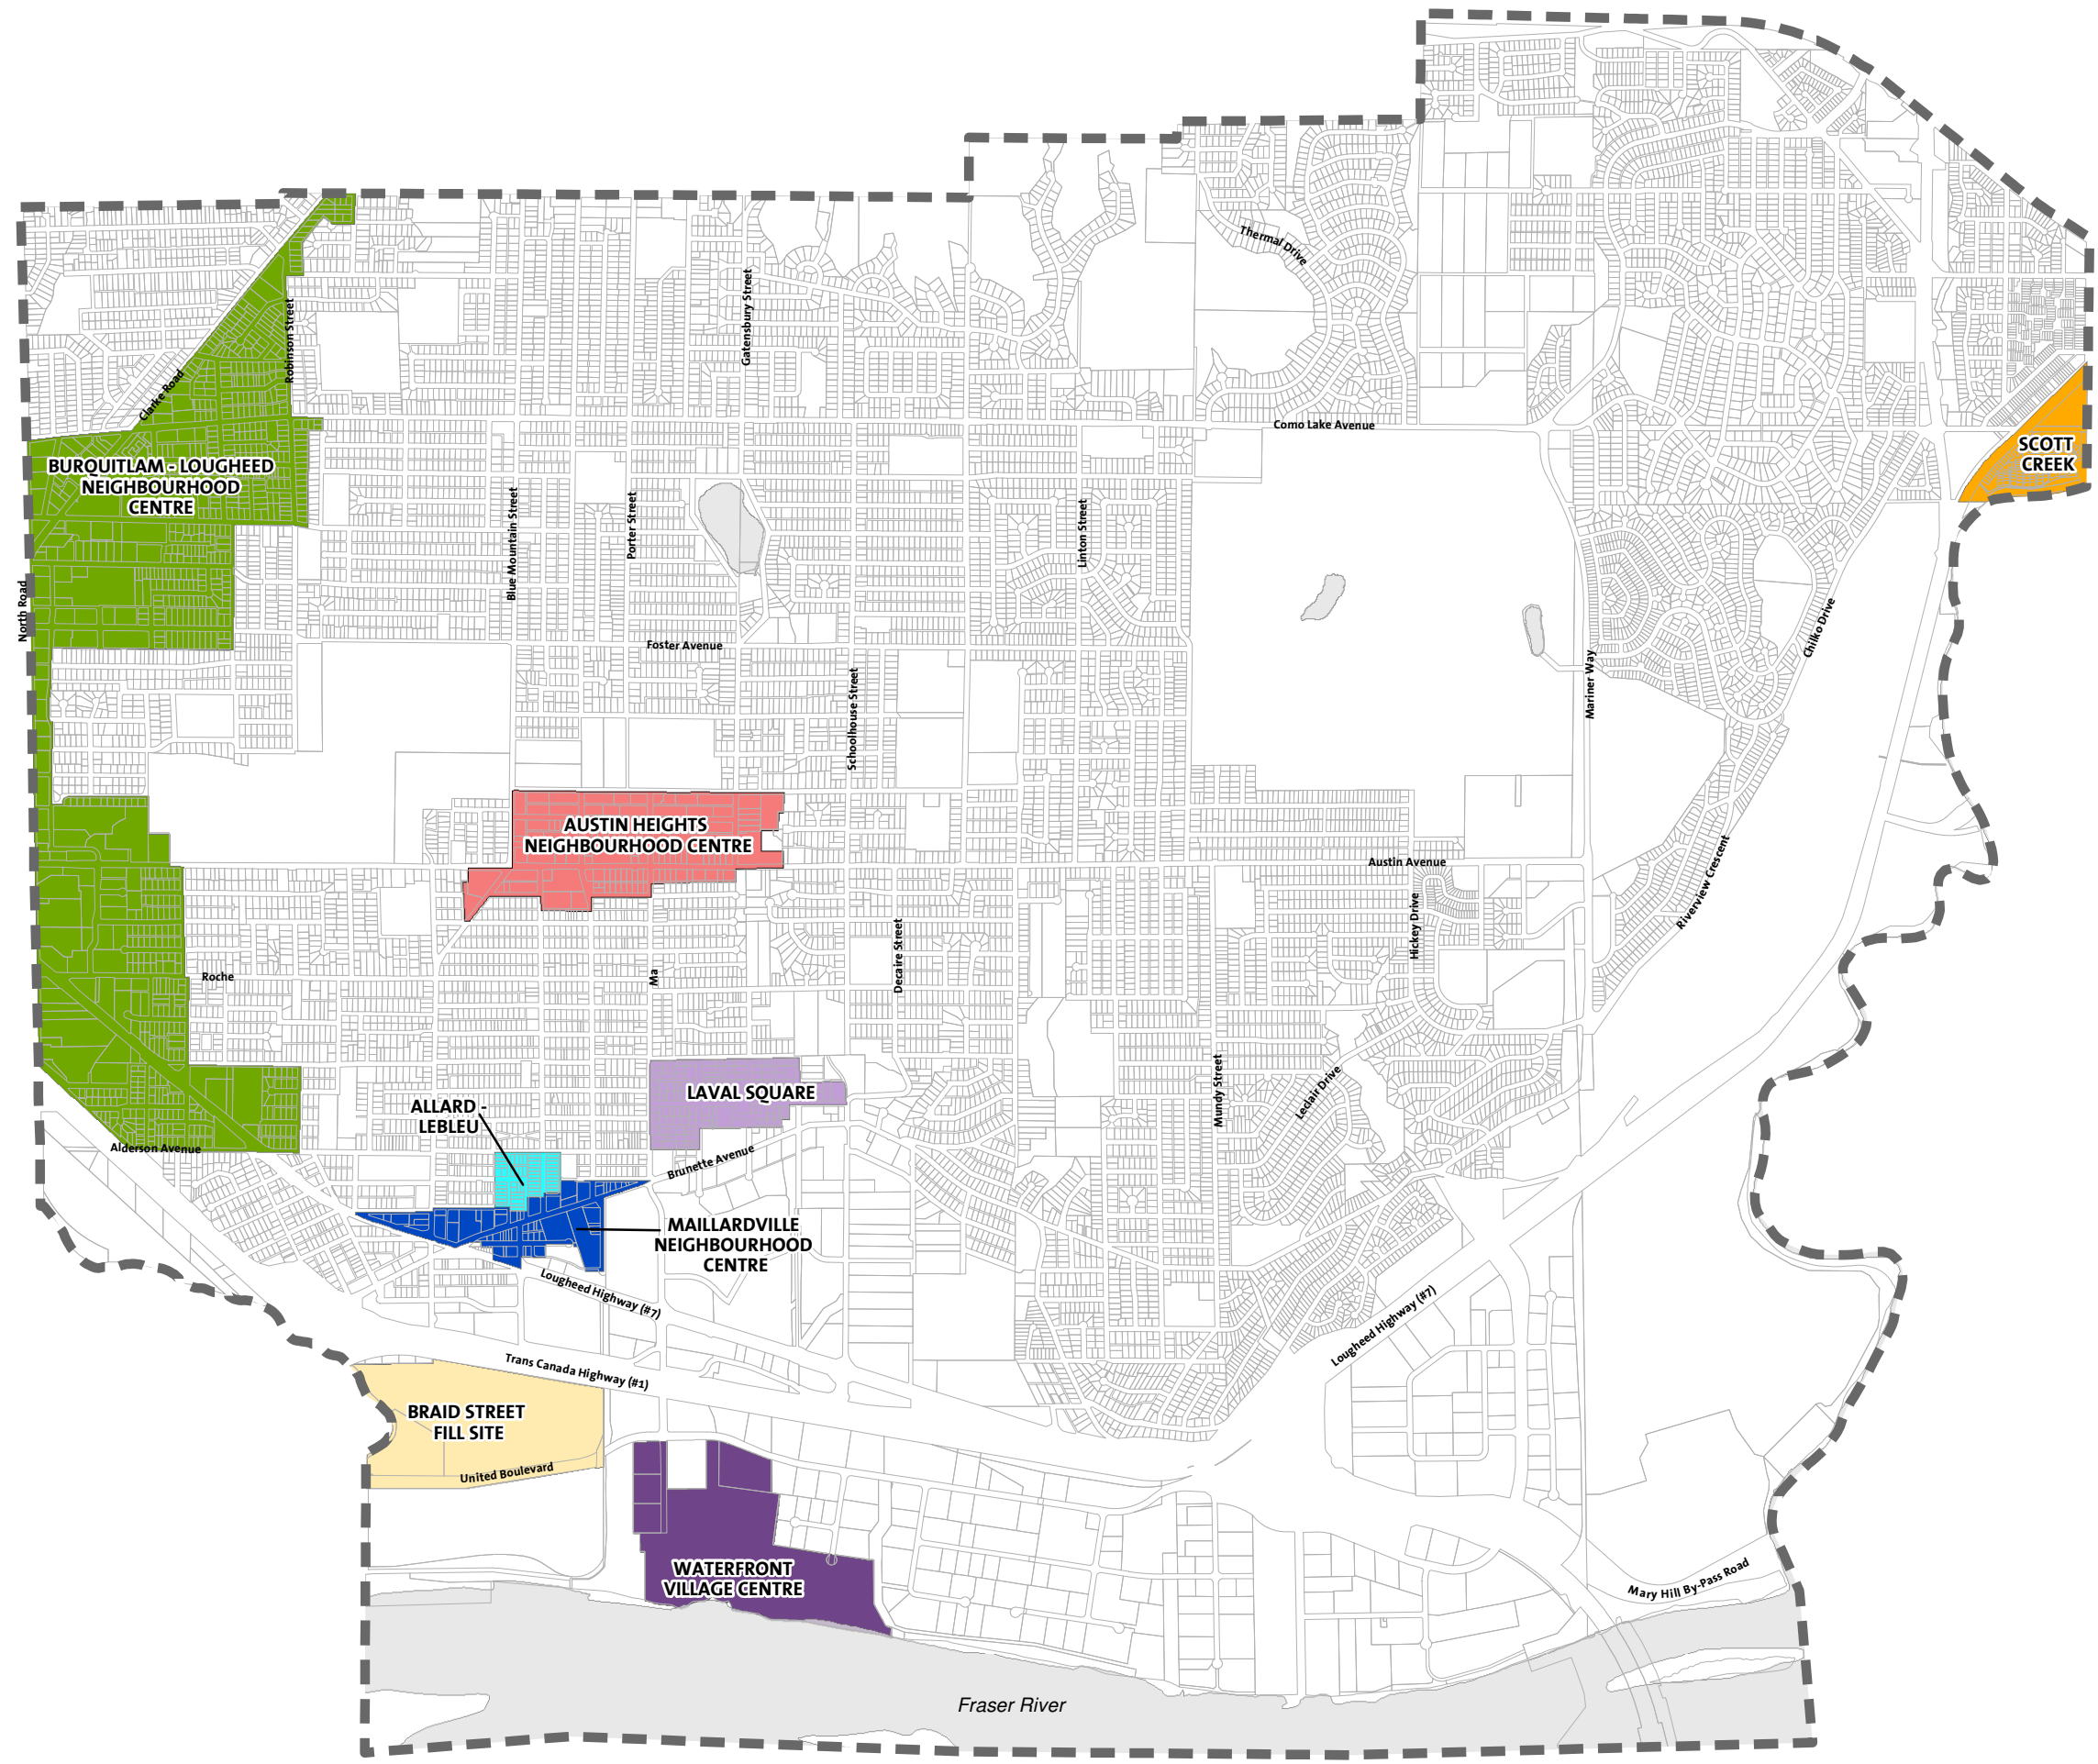 Thermal Drive
Gatensbury Street
Robinson Street
Clarke Road
Como Lake Avenue
SCOTT
CREEK
BURQUITLAM - LOUGHEED
NEIGHBOURHOOD
CENTRE
Blue Mountain Street
Porter Street
Linton Street
North Road
Foster Avenue
Chilko Drive
Mariner Way
Schoolhouse Street
AUSTIN HEIGHTS
NEIGHBOURHOOD CENTRE
Austin Avenue
Riverview Crescent
Hickey Drive
Decaire Street
Roche
Ma
LAVAL SQUARE
Mundy Street
Leclair Drive
ALLARD -
LEBLEU
Alderson Avenue
Brunette Avenue
MAILLARDVILLE
NEIGHBOURHOOD
CENTRE
Lougheed Highway (#7)
Lougheed Highway (#7)
Trans Canada Highway (#1)
BRAID STREET
FILL SITE
United Boulevard
WATERFRONT
VILLAGE CENTRE
Mary Hill By-Pass Road
Fraser River